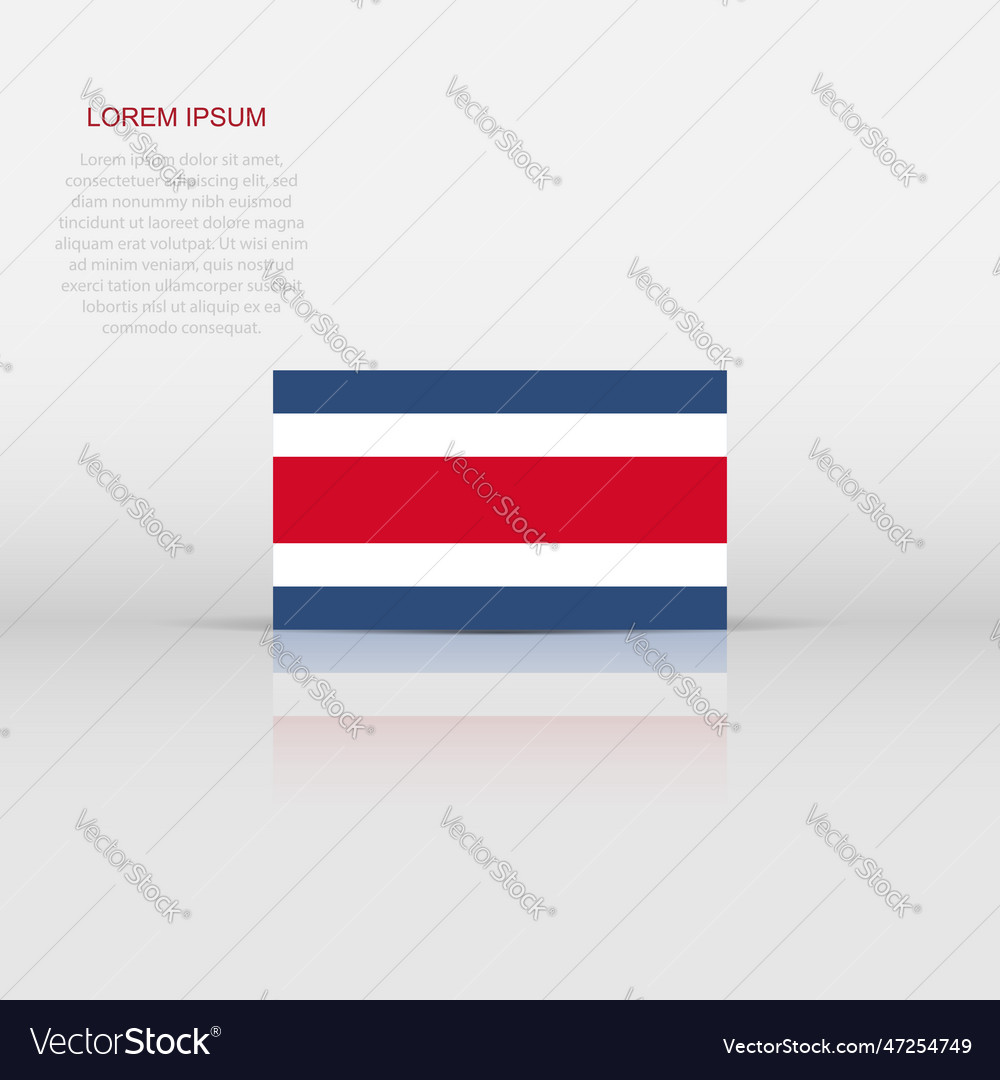 LOREM IPSUM
Lorem ipsum dolor sit amet,
consectetuer adipiscing elit, sed
diam nonummy nibh euismod
tincidunt ut laoreet dolore magna
aliquam erat volutpat. Ut wisi enim
ad minim veniam, quis nostrud
exerci tation ullamcorper suscipit
lobortis nisl ut aliquip ex ea
commodo consequat.
VectorStock®
VectorStock®
VectorStock®
VectorStock®
VectorStock®
VectorStock®
VectorStock®
VectorStock®
VectorStock®
VectorStock®
VectorStock®
VectorStock®
VectorStock®
VectorStock®
VectorStock.com/47254749